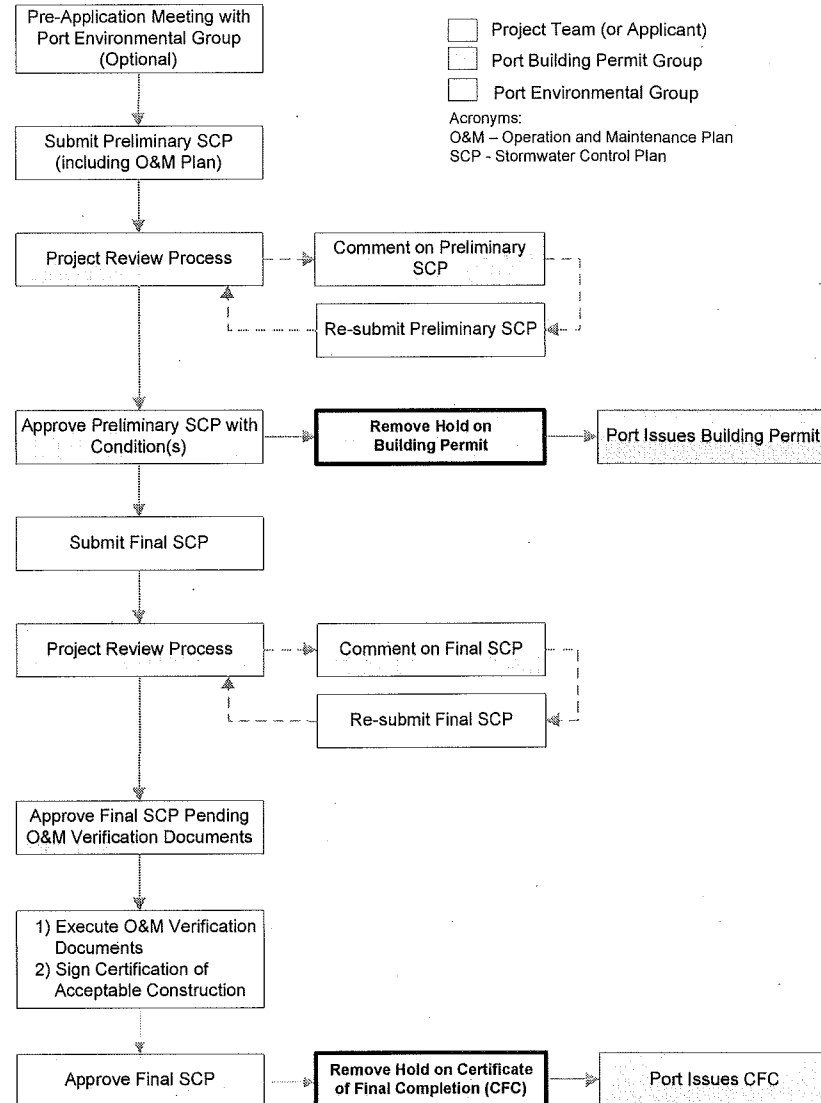 Pre-Application Meeting with
Port Environmental Group
(Optional)
Project Team (or Applicant)
Port Building Permit Group
Port Environmental Group
Acronyms:
O&M – Operation and Maintenance Plan
SCP - Stormwater Control Plan
Submit Preliminary SCP
(including O&M Plan)
Project Review Process
Comment on Preliminary
SCP
Re-submit Preliminary SCP
Approve Preliminary SCP with
Condition(s)
Remove Hold on
Building Permit
Port Issues Building Permit
Submit Final SCP
Project Review Process
Comment on Final SCP
Re-submit Final SCP
Approve Final SCP Pending
O&M Verification Documents
1) Execute O&M Verification
Documents
2) Sign Certification of
Acceptable Construction
Approve Final SCP
Remove Hold on Certificate
of Final Completion (CFC)
Port Issues CFC